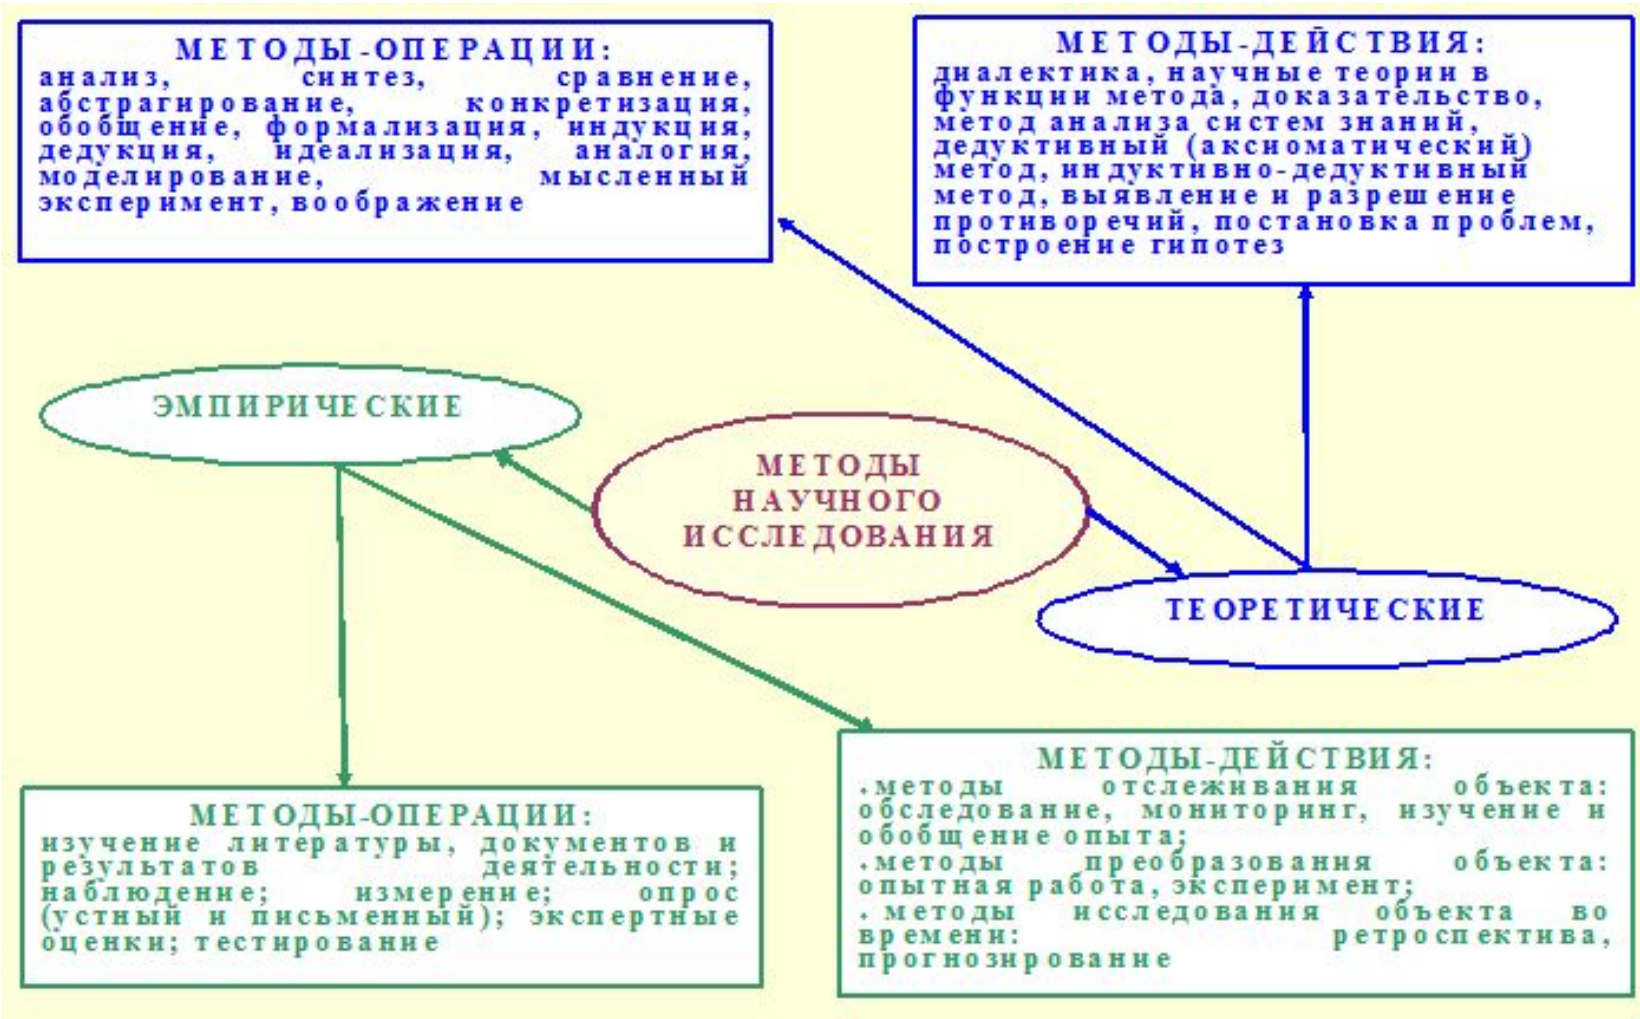 МЕТОДЫ-ОПЕРАЦИИ:
анализ, синтез, сравнение,
абстрагирование, конкретизация,
обобщение, формализация, индукция,
дедукция, идеализация, аналогия,
моделирование, мысленный
эксперимент, воображение
МЕТОДЫ-ДЕЙСТВИЯ:
диалектика, научные теории в
функции метода, доказательство,
метод анализа систем знаний,
дедуктивный (аксиоматический)
метод, индуктивно-дедуктивный
метод, выявление и разрешение
противоречий, постановка проблем,
построение гипотез
ЭМПИРИЧЕСКИЕ
МЕТОДЫ
НАУЧНОГО
ИССЛЕДОВАНИЯ
ТЕОРЕТИЧЕСКИЕ
МЕТОДЫ-ОПЕРАЦИИ:
изучение литературы, документов и
результатов деятельности;
наблюдение; измерение; опрос
(устный и письменный); экспертные
оценки; тестирование
МЕТОДЫ-ДЕЙСТВИЯ:
•методы отслеживания объекта:
обследование, мониторинг, изучение и
обобщение опыта;
•методы преобразования объекта:
опытная работа, эксперимент;
• методы исследования объекта во
времени: ретроспектива,
прогнозирование